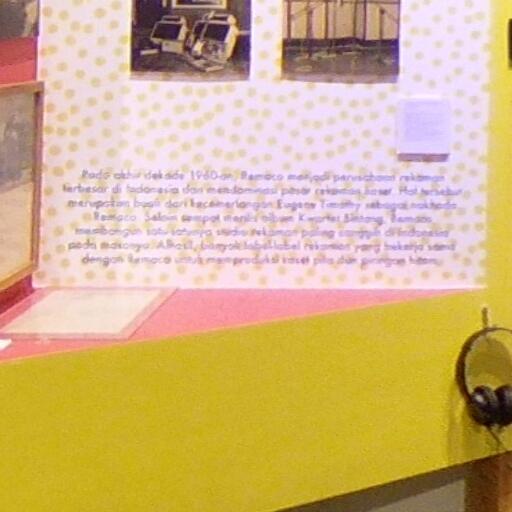 Pada akhir dekade 1960-an, Remaco menjadi perusahaan rekaman
terbesar di Indonesia dan mendominasi pasar rekaman kaset. Hal tersebut
merupakan buah dari kecemerlangan Eugene Timothy sebagai nakhoda
Remaco. Selain sempat merilis album Kwartet Bintang, Remaco
membangun satu-satunya studio rekaman paling canggih di Indonesia
pada masanya. Alhasil, banyak label-label rekaman yang bekerja sama
dengan Remaco untuk memproduksi kaset pita dan piringan hitam.